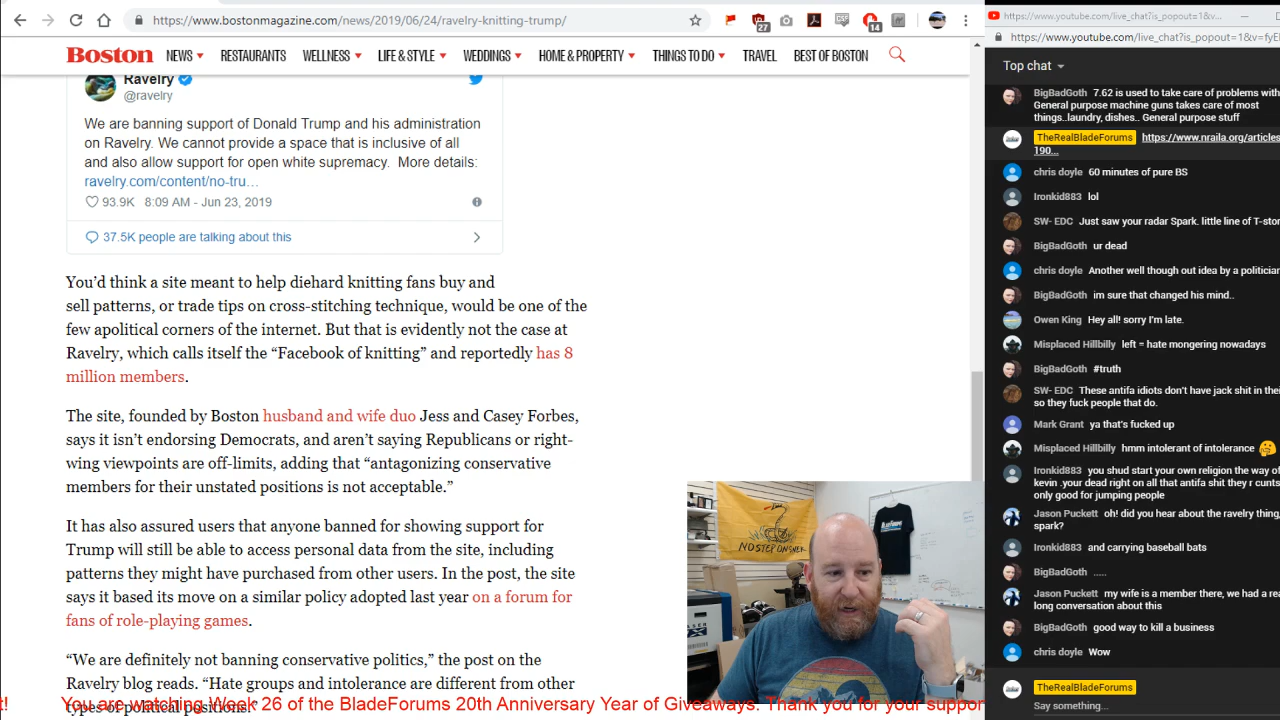 https://www.bostonmagazine.com/news/2019/06/24/ravelry-knitting-trump/
27
14
Boston
NEWS
RESTAURANTS
WELLNESS
LIFE & STYLE
WEDDINGS
HOME & PROPERTY
THINGS TO DO
TRAVEL
BEST OF BOSTON
Ravelry
@ravelry
We are banning support of Donald Trump and his administration
on Ravelry. We cannot provide a space that is inclusive of all
and also allow support for open white supremacy. More details:
ravelry.com/content/no-tru…
93.9K 8:09 AM - Jun 23, 2019
37.5K people are talking about this
You’d think a site meant to help diehard knitting fans buy and
sell patterns, or trade tips on cross-stitching technique, would be one of the
few apolitical corners of the internet. But that is evidently not the case at
Ravelry, which calls itself the “Facebook of knitting” and reportedly has 8
million members.
The site, founded by Boston husband and wife duo Jess and Casey Forbes,
says it isn’t endorsing Democrats, and aren’t saying Republicans or right-
wing viewpoints are off-limits, adding that “antagonizing conservative
members for their unstated positions is not acceptable.”
It has also assured users that anyone banned for showing support for
Trump will still be able to access personal data from the site, including
patterns they might have purchased from other users. In the post, the site
says it based its move on a similar policy adopted last year on a forum for
fans of role-playing games.
“We are definitely not banning conservative politics,” the post on the
Ravelry blog reads. “Hate groups and intolerance are different from other
types of political positions.”
t! You are watching Week 26 of the BladeForums 20th Anniversary Year of Giveaways. Thank you for your suppor
NO STEP ON SNEK
https://www.youtube.com/live_chat?is_popout=1&v...
https://www.youtube.com/live_chat?is_popout=1&v=fyE
Top chat
BigBadGoth 7.62 is used to take care of problems with
General purpose machine guns takes care of most
things..laundry, dishes.. General purpose stuff
TheRealBladeForums https://www.nraila.org/articles
190...
chris doyle 60 minutes of pure BS
Ironkid883 lol
SW- EDC Just saw your radar Spark. little line of T-stor
BigBadGoth ur dead
chris doyle Another well though out idea by a politician
BigBadGoth im sure that changed his mind..
Owen King Hey all! sorry I'm late.
Misplaced Hillbilly left = hate mongering nowadays
BigBadGoth #truth
SW- EDC These antifa idiots don't have jack shit in thei
so they fuck people that do.
Mark Grant ya that's fucked up
Misplaced Hillbilly hmm intolerant of intolerance
Ironkid883 you shud start your own religion the way of
kevin .your dead right on all that antifa shit they r cunts
only good for jumping people
Jason Puckett oh! did you hear about the ravelry thing,
spark?
Ironkid883 and carrying baseball bats
BigBadGoth .....
Jason Puckett my wife is a member there, we had a rea
long conversation about this
BigBadGoth good way to kill a business
chris doyle Wow
TheRealBladeForums
Say something...